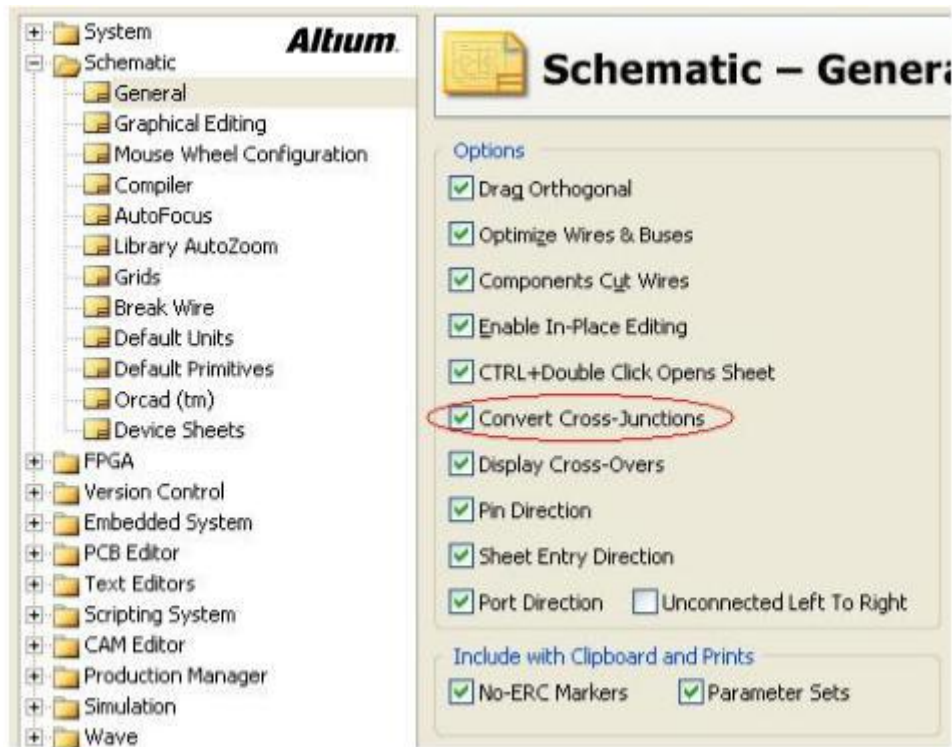 System
Altium.
Schematic
General
Graphical Editing
Mouse Wheel Configuration
Compiler
AutoFocus
Library AutoZoom
Grids
Break Wire
Default Units
Default Primitives
Orcad (tm)
Device Sheets
FPGA
Version Control
Embedded System
PCB Editor
Text Editors
Scripting System
CAM Editor
Production Manager
Simulation
Wave
Schematic – Genera
Options
Drag Orthogonal
Optimize Wires & Buses
Components Cut Wires
Enable In-Place Editing
CTRL+Double Click Opens Sheet
Convert Cross-Junctions
Display Cross-Overs
Pin Direction
Sheet Entry Direction
Port Direction Unconnected Left To Right
Include with Clipboard and Prints
No-ERC Markers Parameter Sets